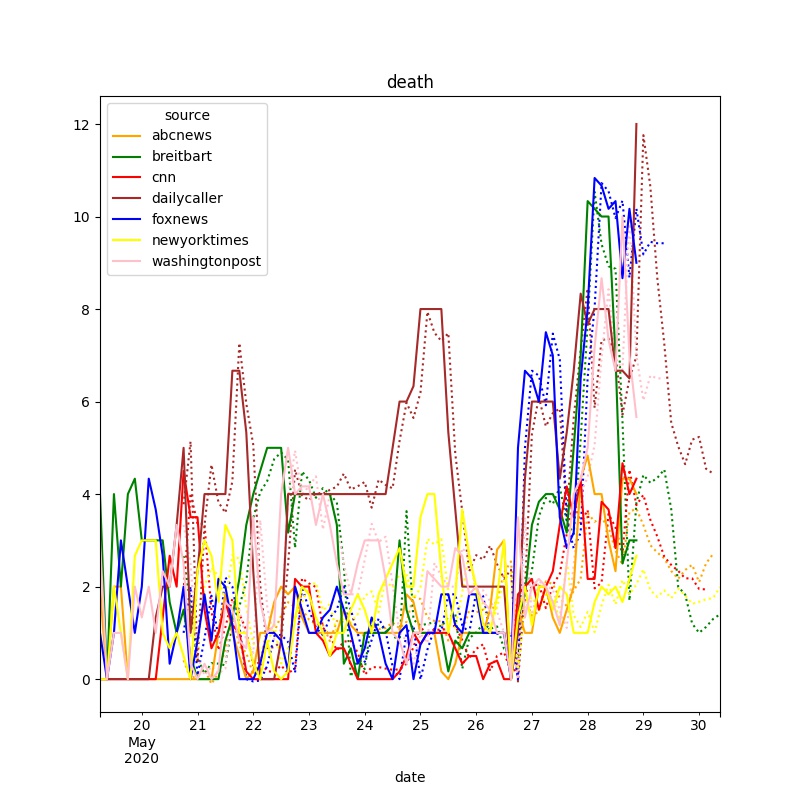 death
source
abcnews
breitbart
cnn
dailycaller
foxnews
newyorktimes
washingtonpost
12
10
8
6
4
2
0
20 21 22 23 24 25 26 27 28 29 30
May
2020
date